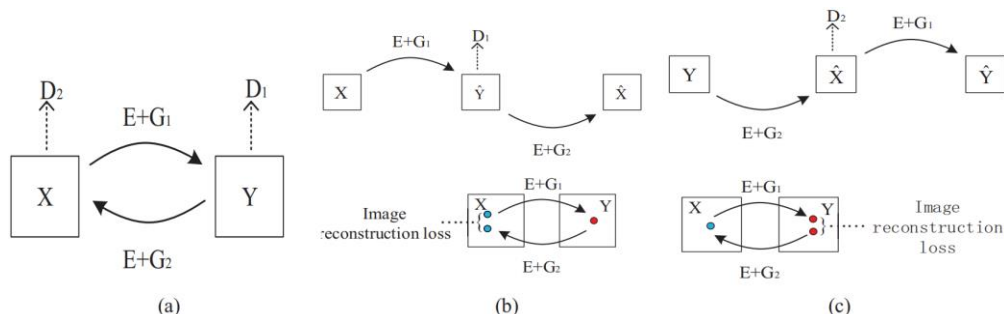 D₂
D₁
E+G₁
X
Y
E+G₂
(a)
E+G₁
D₁
X
Ŷ
X̂
E+G₂
X
E+G₁
Y
Image
reconstruction loss
E+G₂
(b)
D₂
E+G₁
Y
X̂
Ŷ
E+G₂
E+G₁
X
Y
Image
reconstruction
loss
E+G₂
(c)